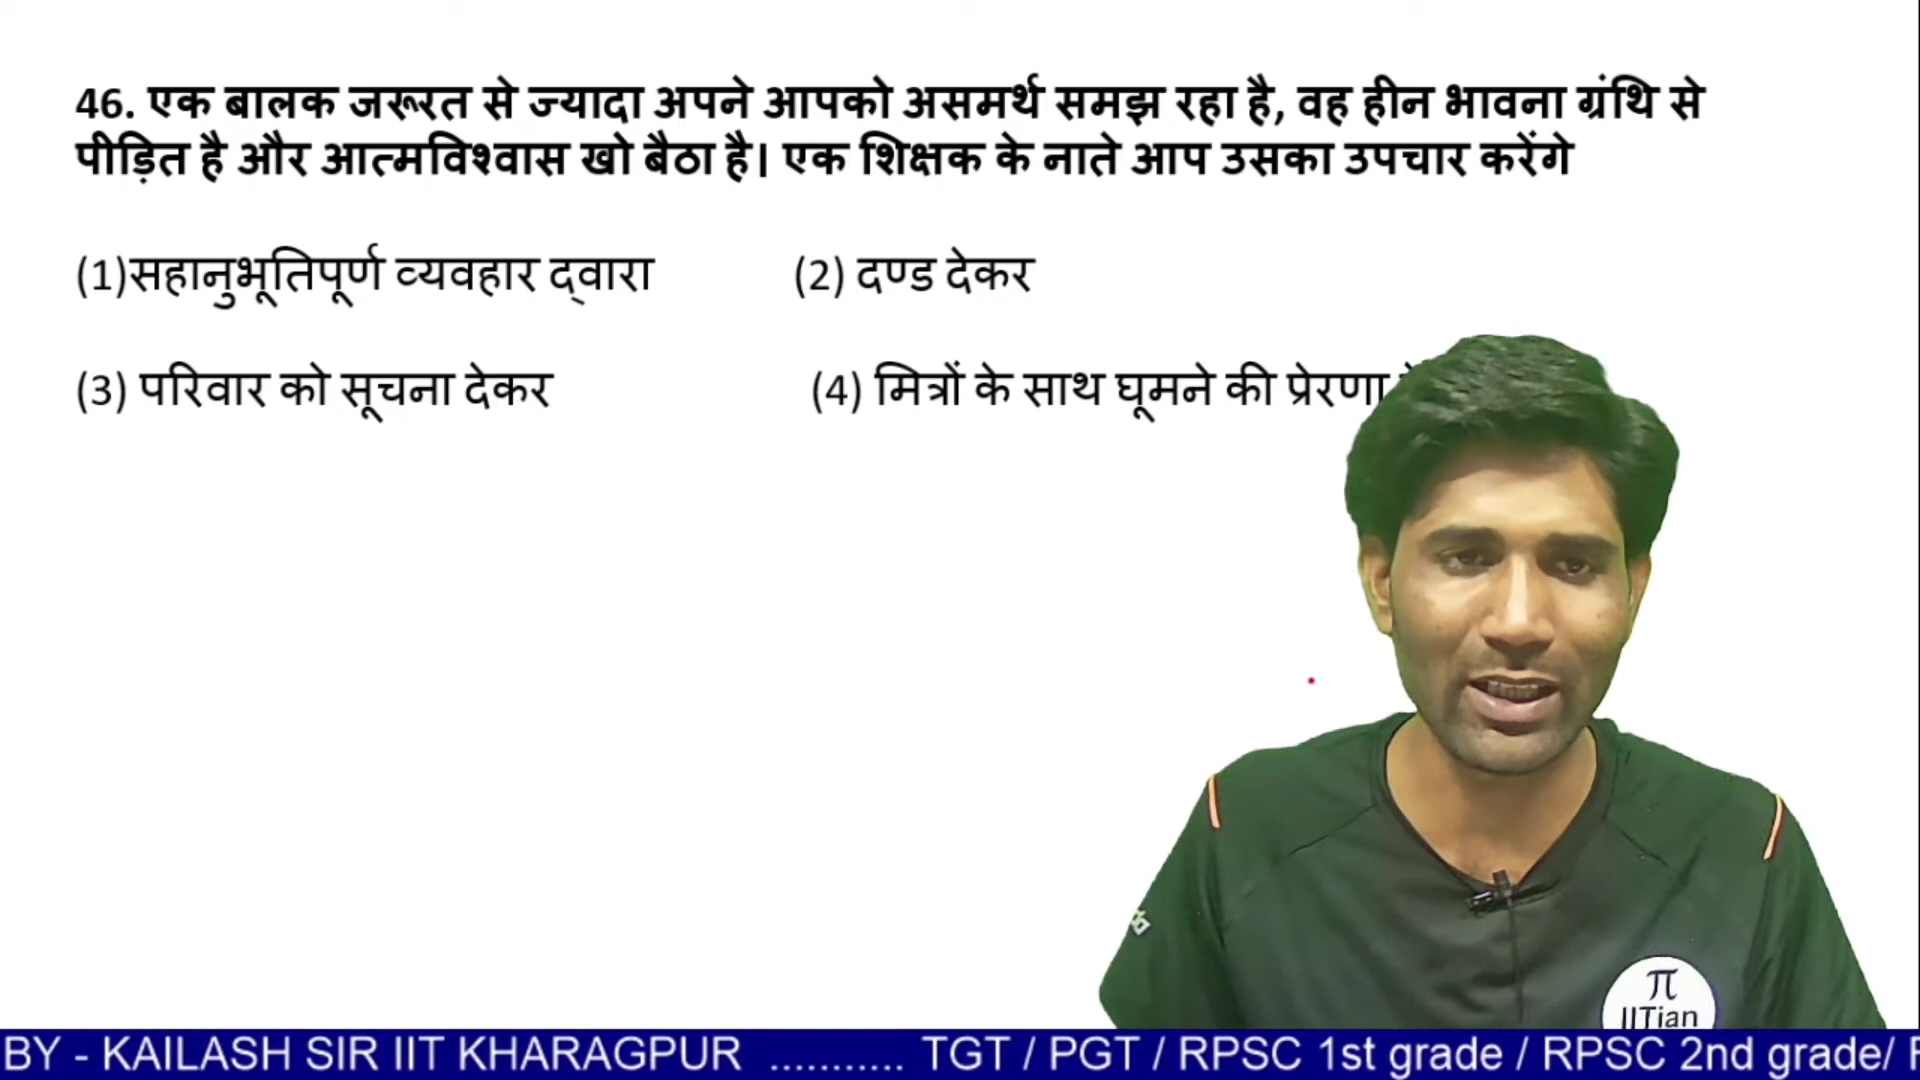 46. एक बालक जरूरत से ज्यादा अपने आपको असमर्थ समझ रहा है, वह हीन भावना ग्रंथि से
पीड़ित है और आत्मविश्वास खो बैठा है। एक शिक्षक के नाते आप उसका उपचार करेंगे
(1)सहानुभूतिपूर्ण व्यवहार द्वारा (2) दण्ड देकर
(3) परिवार को सूचना देकर (4) मित्रों के साथ घूमने की प्रेरणा
π
IITian
BY - KAILASH SIR IIT KHARAGPUR ........... TGT / PGT / RPSC 1st grade / RPSC 2nd grade/